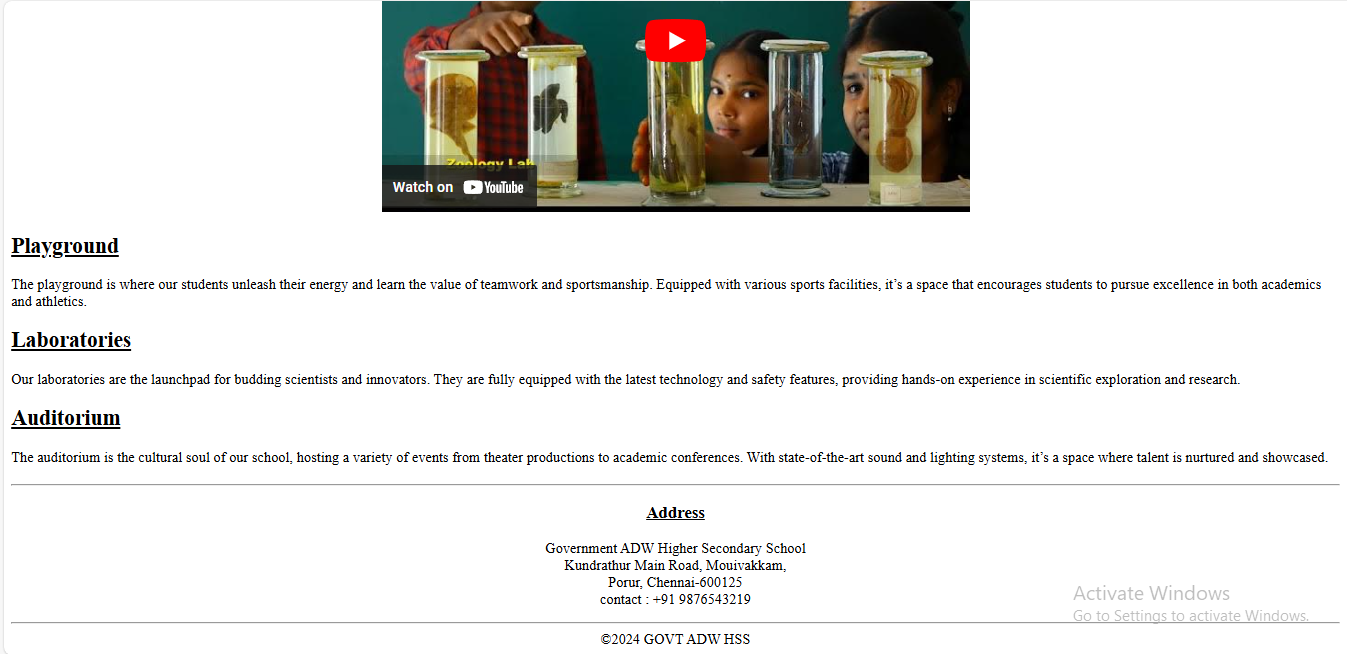 Zoology Lab
Watch on YouTube
Playground
The playground is where our students unleash their energy and learn the value of teamwork and sportsmanship. Equipped with various sports facilities, it’s a space that encourages students to pursue excellence in both academics
and athletics.
Laboratories
Our laboratories are the launchpad for budding scientists and innovators. They are fully equipped with the latest technology and safety features, providing hands-on experience in scientific exploration and research.
Auditorium
The auditorium is the cultural soul of our school, hosting a variety of events from theater productions to academic conferences. With state-of-the-art sound and lighting systems, it’s a space where talent is nurtured and showcased.
Address
Government ADW Higher Secondary School
Kundrathur Main Road, Mouivakkam,
Porur, Chennai-600125
contact : +91 9876543219
Activate Windows
Go to Settings to activate Windows.
©2024 GOVT ADW HSS